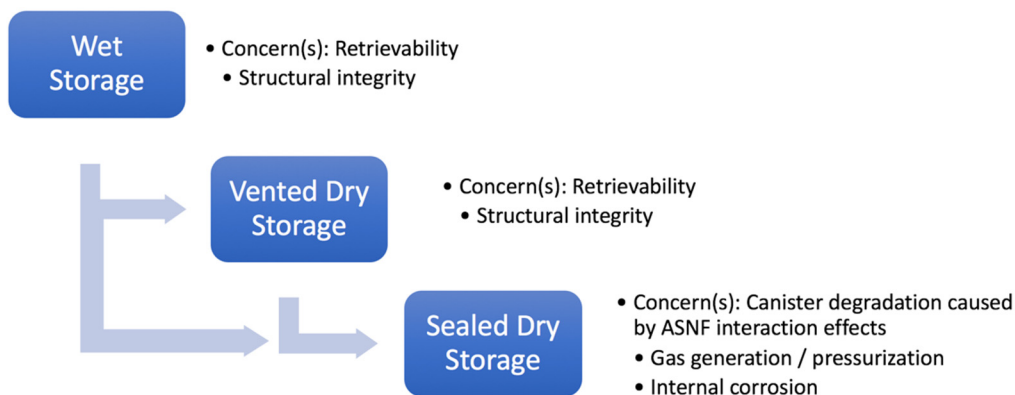 Wet
Storage
• Concern(s): Retrievability
• Structural integrity
Vented Dry
Storage
• Concern(s): Retrievability
• Structural integrity
Sealed Dry
Storage
• Concern(s): Canister degradation caused
by ASNF interaction effects
• Gas generation / pressurization
• Internal corrosion